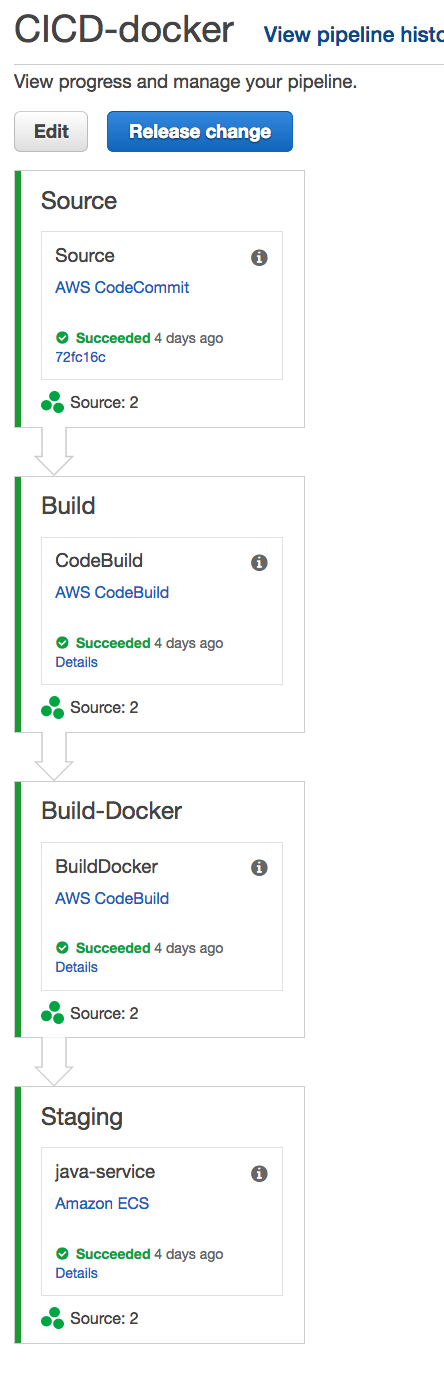 CICD-docker View pipeline histo
View progress and manage your pipeline.
Edit Release change
Source
Source
AWS CodeCommit
Succeeded 4 days ago
72fc16c
Source: 2
Build
CodeBuild
AWS CodeBuild
Succeeded 4 days ago
Details
Source: 2
Build-Docker
BuildDocker
AWS CodeBuild
Succeeded 4 days ago
Details
Source: 2
Staging
java-service
Amazon ECS
Succeeded 4 days ago
Details
Source: 2